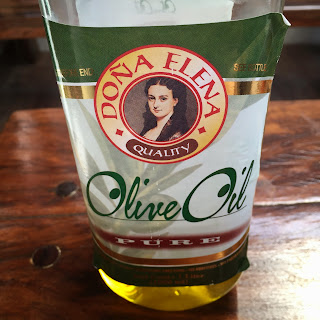 DOÑA ELENA
QUALITY
Olive Oil
PURE